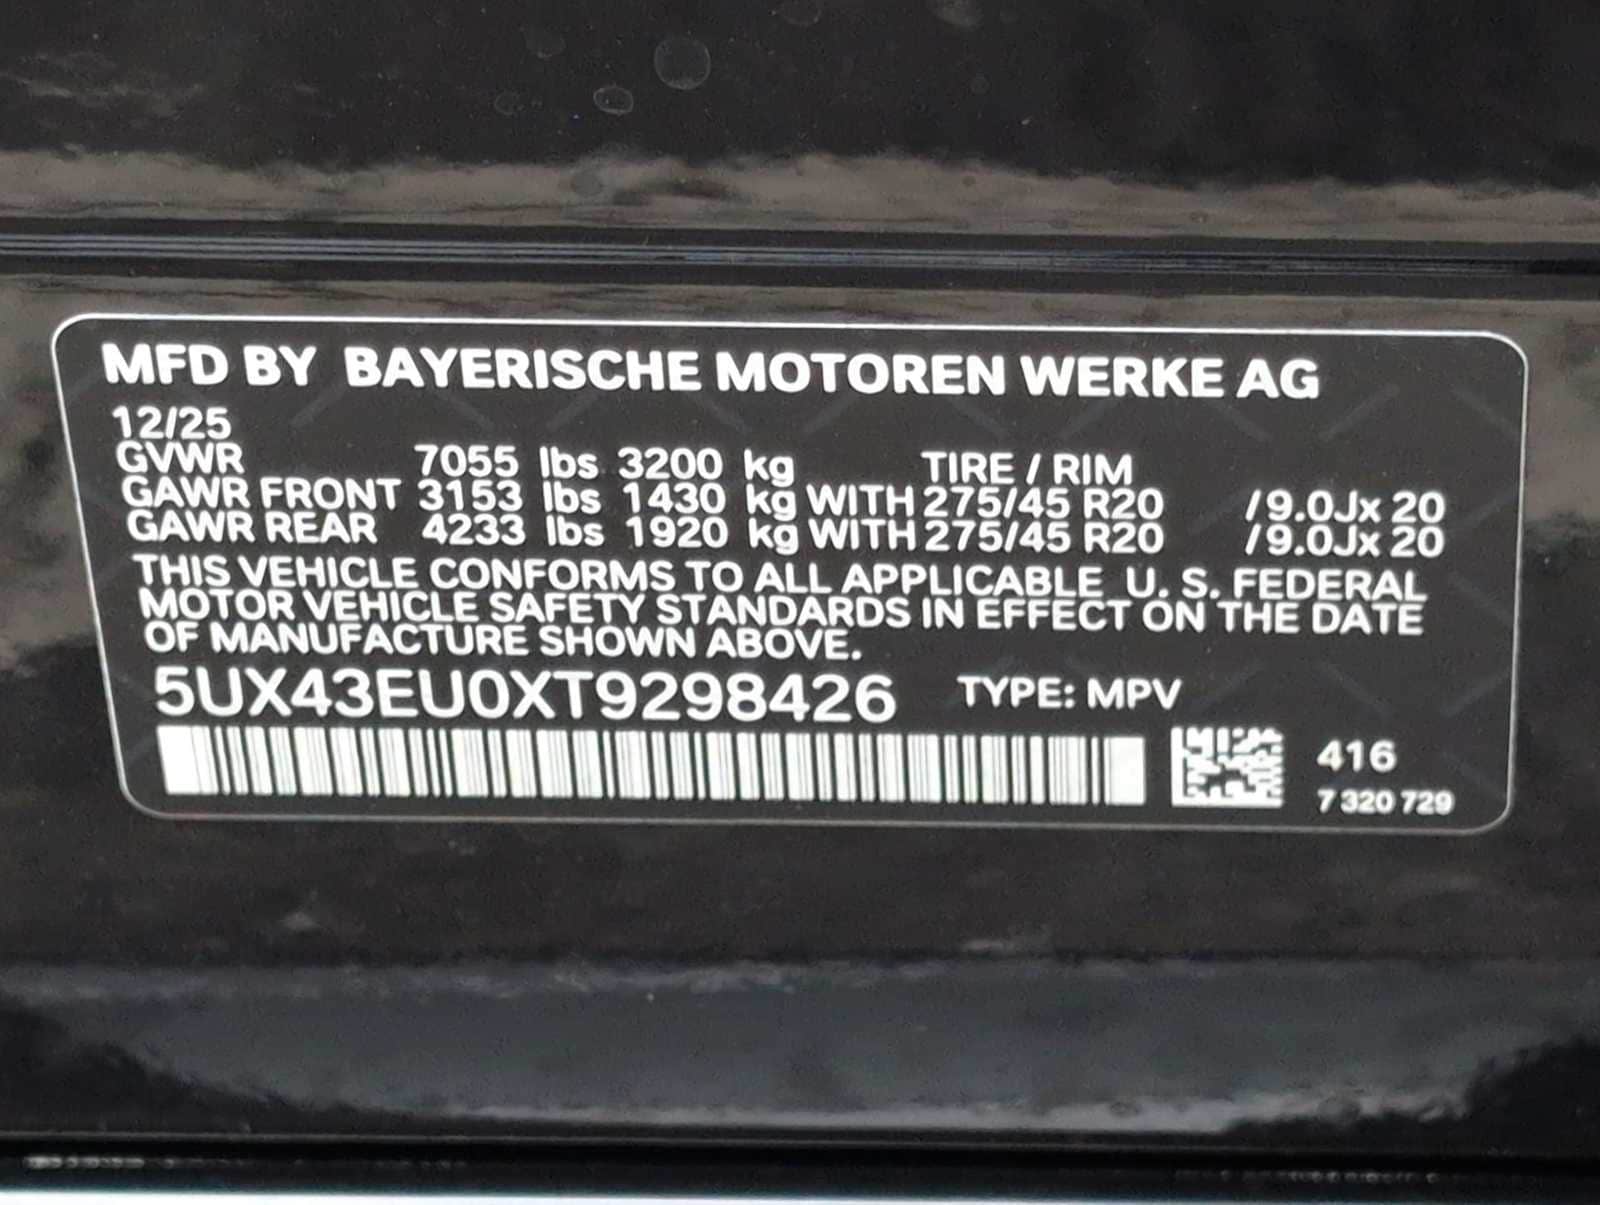 MFD BY BAYERISCHE MOTOREN WERKE AG
12/25
GVWR 7055 lbs 3200 kg TIRE / RIM
GAWR FRONT 3153 lbs 1430 kg WITH 275/45 R20 /9.0Jx 20
GAWR REAR 4233 lbs 1920 kg WITH 275/45 R20 /9.0Jx 20
THIS VEHICLE CONFORMS TO ALL APPLICABLE U. S. FEDERAL
MOTOR VEHICLE SAFETY STANDARDS IN EFFECT ON THE DATE
OF MANUFACTURE SHOWN ABOVE.
5UX43EU0XT9298426 TYPE: MPV
416
7 320 729